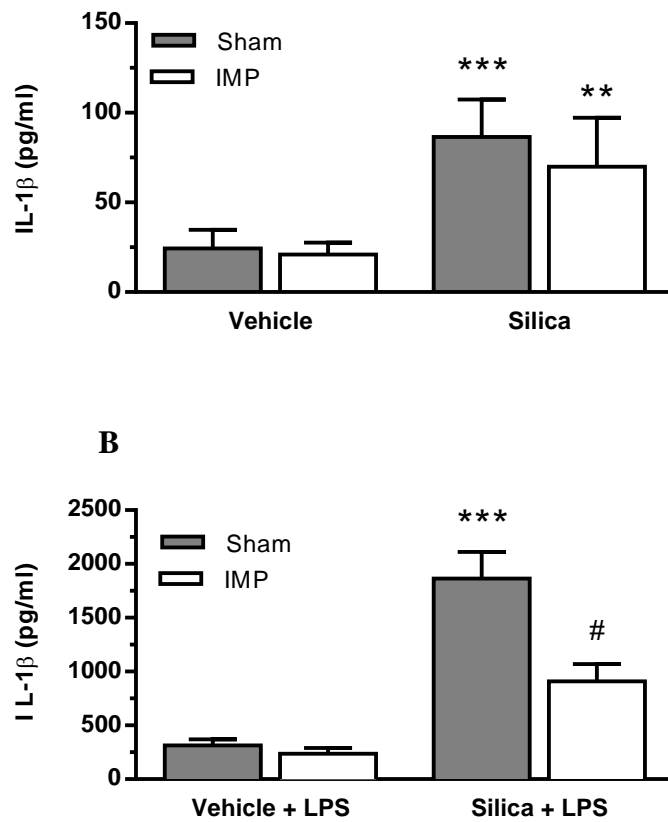 150
Sham
IMP
***
**
100
IL-1β (pg/ml)
50
0
Vehicle Silica
B
2500
***
Sham
2000
IMP
1500
I L-1β (pg/ml)
#
1000
500
0
Vehicle + LPS Silica + LPS